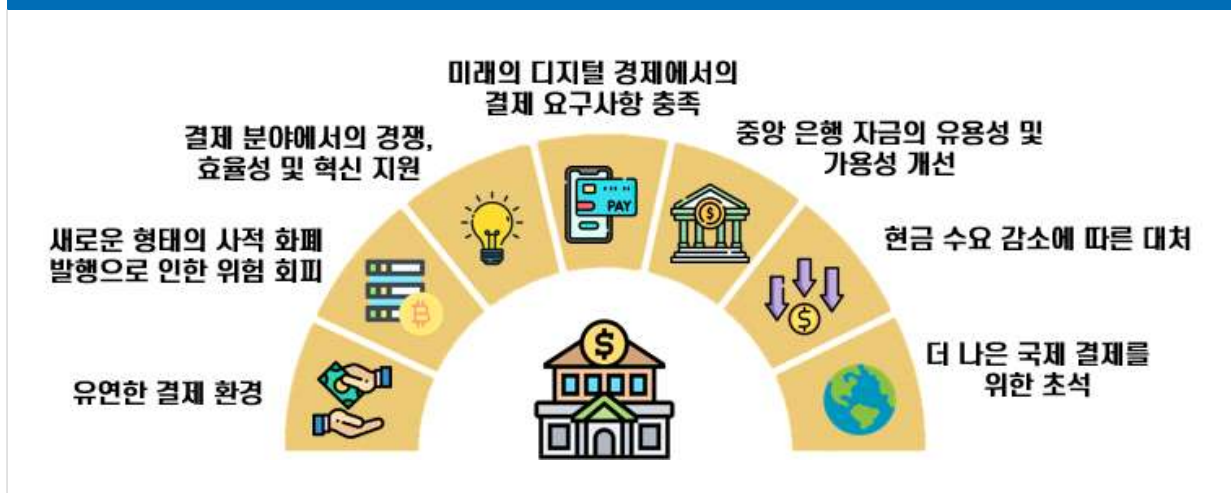 미래의 디지털 경제에서의
결제 요구사항 충족
결제 분야에서의 경쟁,
효율성 및 혁신 지원
중앙 은행 자금의 유용성 및
가용성 개선
새로운 형태의 사적 화폐
발행으로 인한 위험 회피
현금 수요 감소에 따른 대처
유연한 결제 환경
더 나은 국제 결제를
위한 초석
PAY